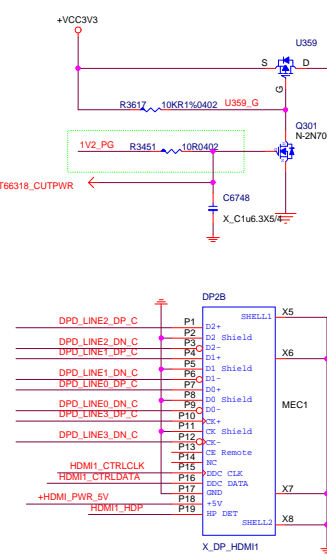 +VCC3V3
U359
S D
G
R3617 10KR1%0402 U359_G
Q301
N-2N70
1V2_PG R3451 10R0402
T66318_CUTPWR
C6748
X_C1u6.3X5/4
DP2B
SHELL1 X5
DPD_LINE2_DP_C P1 D2+
P2 D2 Shield
DPD_LINE2_DN_C P3 D2-
DPD_LINE1_DP_C P4 D1+
X6
P5 D1 Shield
DPD_LINE1_DN_C P6 D1-
DPD_LINE0_DP_C P7 D0+
P8 D0 Shield
MEC1
DPD_LINE0_DN_C P9 D0-
DPD_LINE3_DP_C P10 CK+
P11 CK Shield
DPD_LINE3_DN_C P12 CK-
P13 CE Remote
P14 NC
HDMI1_CTRLCLK P15 DDC CLK
HDMI1_CTRLDATA P16 DDC DATA
P17 GND X7
+HDMI_PWR_5V P18 +5V
HDMI1_HDP P19 HP DET
SHELL2 X8
X_DP_HDMI1